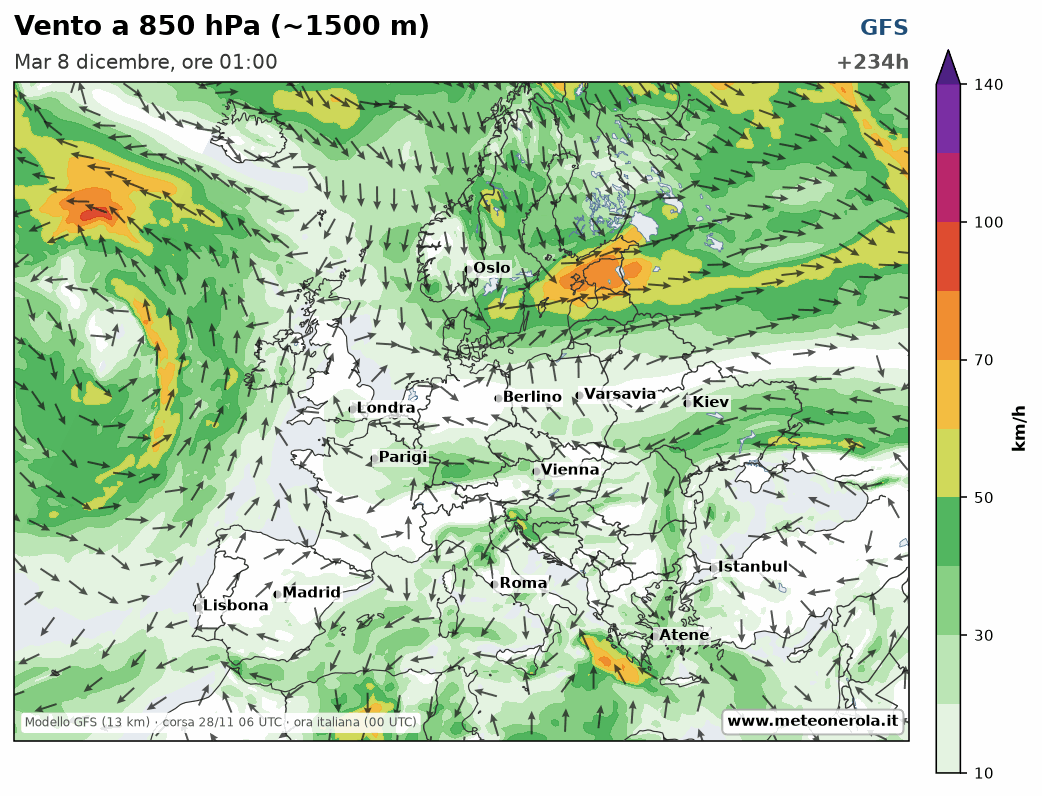 Vento a 850 hPa (~1500 m)
GFS
Mar 8 dicembre, ore 01:00
+234h
140
100
70
50
30
10
km/h
Oslo
Berlino
Varsavia
Kiev
Londra
Parigi
Vienna
Istanbul
Roma
Madrid
Lisbona
Atene
Modello GFS (13 km) · corsa 28/11 06 UTC · ora italiana (00 UTC)
www.meteonerola.it